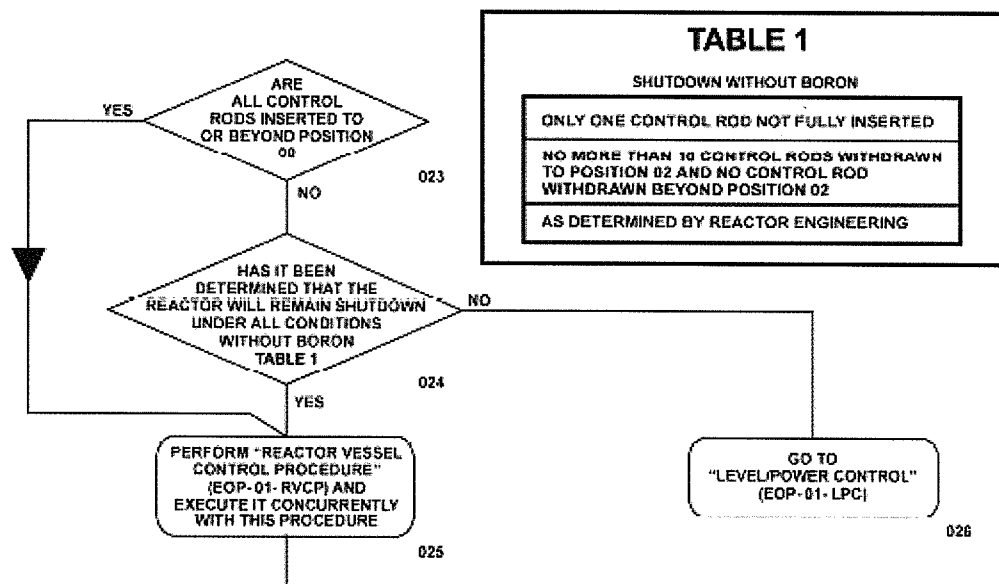 TABLE 1
SHUTDOWN WITHOUT BORON
ONLY ONE CONTROL ROD NOT FULLY INSERTED
NO MORE THAN 10 CONTROL RODS WITHDRAWN
TO POSITION 02 AND NO CONTROL ROD
WITHDRAWN BEYOND POSITION 02
AS DETERMINED BY REACTOR ENGINEERING
ARE
ALL CONTROL
RODS INSERTED TO
OR BEYOND POSITION
00
YES
023
NO
HAS IT BEEN
DETERMINED THAT THE
REACTOR WILL REMAIN SHUTDOWN
UNDER ALL CONDITIONS
WITHOUT BORON
TABLE 1
NO
024
YES
PERFORM "REACTOR VESSEL
CONTROL PROCEDURE"
(EOP-01-RVCP) AND
EXECUTE IT CONCURRENTLY
WITH THIS PROCEDURE
025
GO TO
"LEVEL/POWER CONTROL"
(EOP-01-LPC)
026